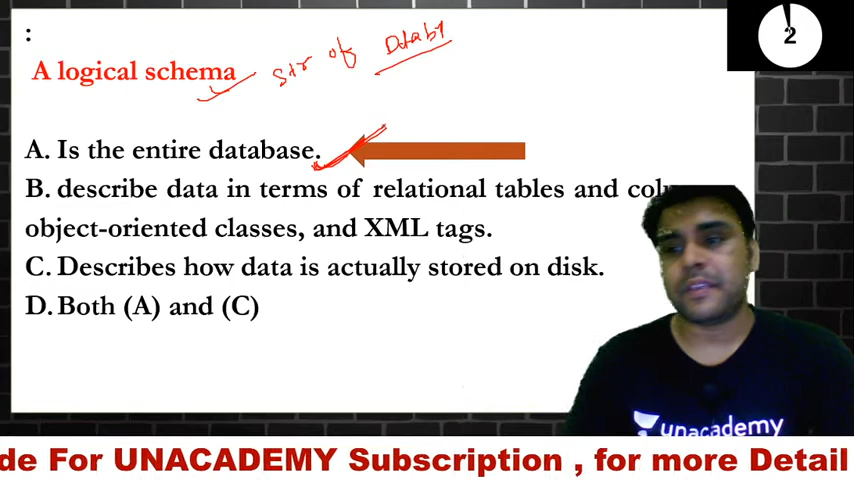 :
A logical schema
str of
2
A. Is the entire database.
B. describe data in terms of relational tables and
object-oriented classes, and XML tags.
C. Describes how data is actually stored on disk.
D. Both (A) and (C)
unacademy
de For UNACADEMY Subscription , for more Detail